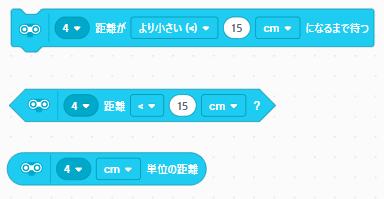 4 距離が より小さい (<) 15 cm になるまで待つ
4 距離 < 15 cm ?
4 cm 単位の距離